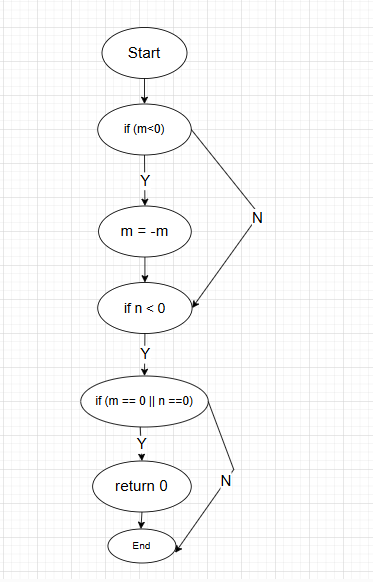 Start
if (m<0)
Y
m = -m
N
if n < 0
Y
if (m == 0 || n ==0)
Y
return 0
N
End